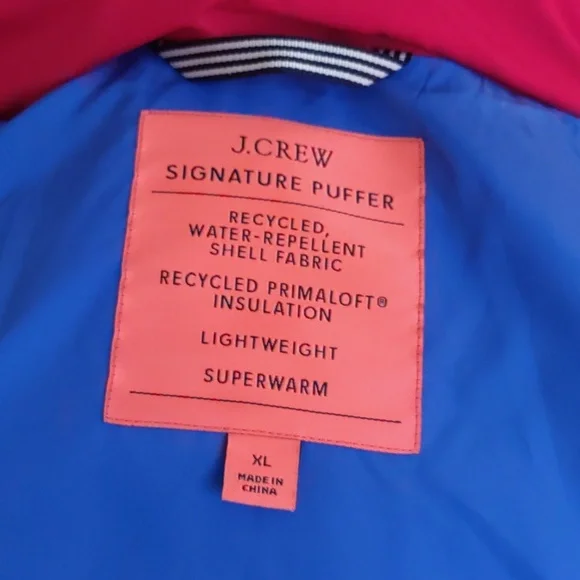 J.CREW
SIGNATURE PUFFER
RECYCLED,
WATER-REPELLENT
SHELL FABRIC
RECYCLED PRIMALOFT®
INSULATION
LIGHTWEIGHT
SUPERWARM
XL
MADE IN
CHINA